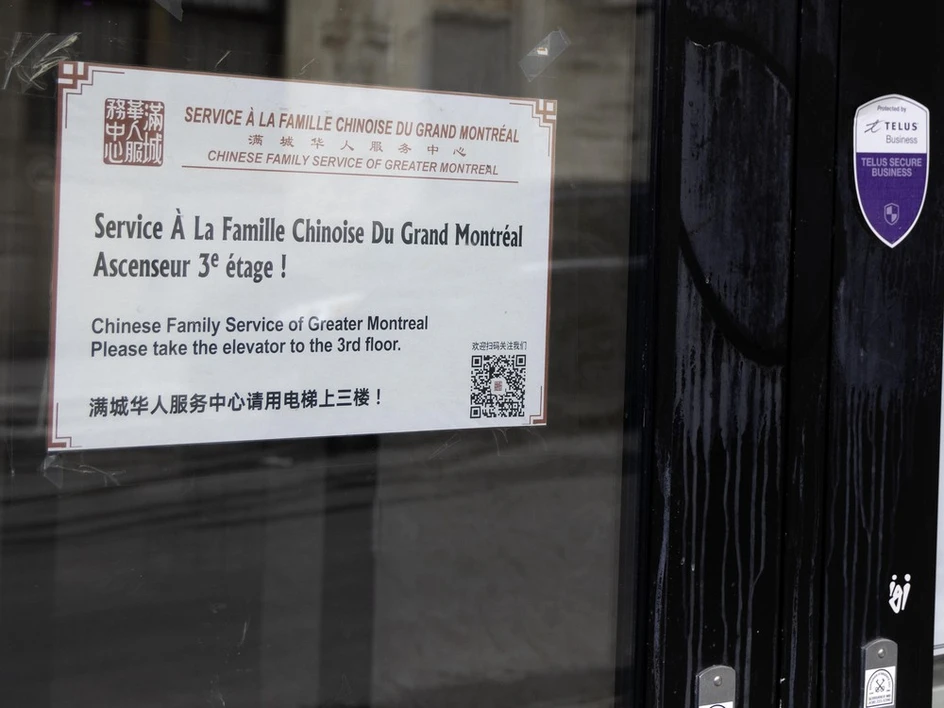 滿城
華人服
務中心
SERVICE À LA FAMILLE CHINOISE DU GRAND MONTRÉAL
满城华人服务中心
CHINESE FAMILY SERVICE OF GREATER MONTREAL
Service À La Famille Chinoise Du Grand Montréal
Ascenseur 3e étage !
Chinese Family Service of Greater Montreal
Please take the elevator to the 3rd floor.
欢迎扫码关注我们
满城华人服务中心请用电梯上三楼！
Protected by
TELUS
Business
TELUS SECURE
BUSINESS